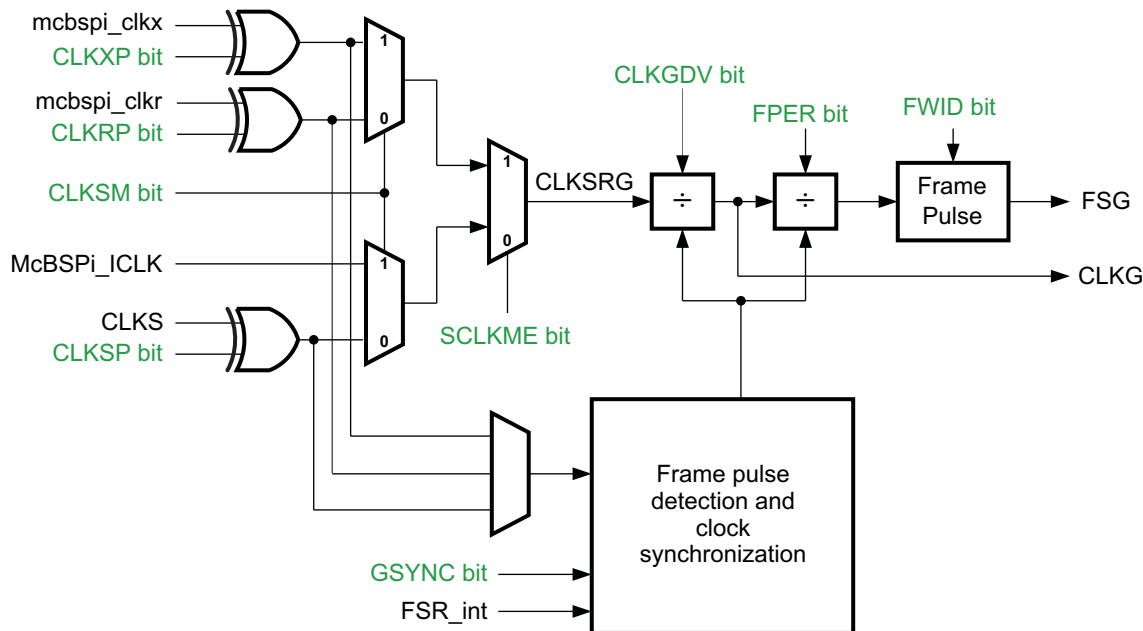 mcbspi_clkx
CLKXP bit
mcbspi_clkr
CLKRP bit
CLKSM bit
McBSPi_ICLK
CLKS
CLKSP bit
1
0
1
0
1
0
SCLKME bit
CLKSRG
CLKGDV bit
÷
FPER bit
÷
FWID bit
Frame
Pulse
FSG
CLKG
Frame pulse
detection and
clock
synchronization
GSYNC bit
FSR_int